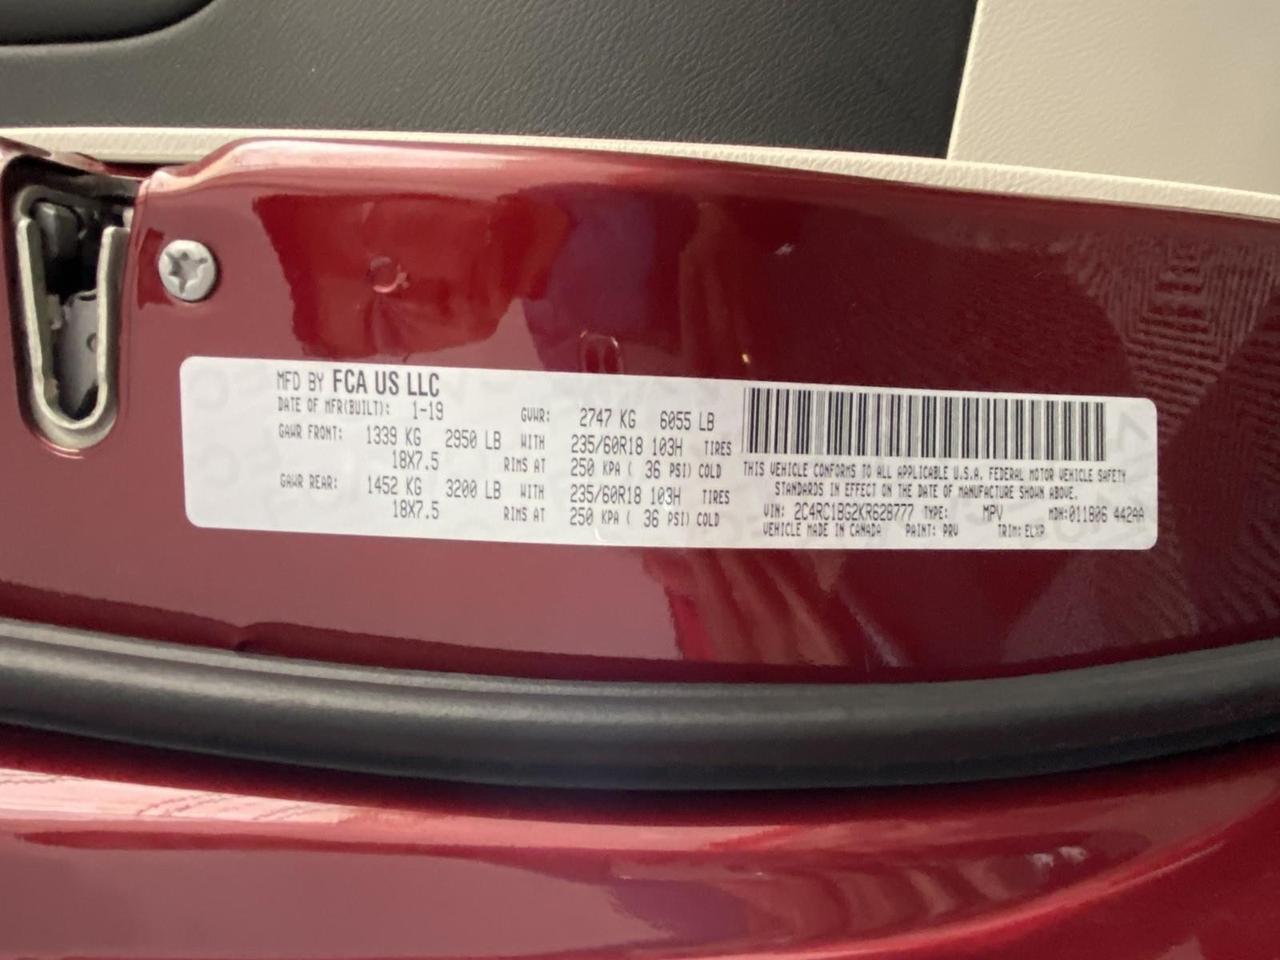 MFD BY FCA US LLC
DATE OF MFR(BUILT): 1-19 GVWR: 2747 KG 6055 LB
GAWR FRONT: 1339 KG 2950 LB WITH 235/60R18 103H TIRES
18X7.5 RIMS AT 250 KPA ( 36 PSI) COLD
GAWR REAR: 1452 KG 3200 LB WITH 235/60R18 103H TIRES
18X7.5 RIMS AT 250 KPA ( 36 PSI) COLD
THIS VEHICLE CONFORMS TO ALL APPLICABLE U.S.A. FEDERAL MOTOR VEHICLE SAFETY
STANDARDS IN EFFECT ON THE DATE OF MANUFACTURE SHOWN ABOVE.
VIN: 2C4RC1BG2KR628777 TYPE: MPV MDH:011806 442AA
VEHICLE MADE IN CANADA PAINT: PRV TRIM: ELXP